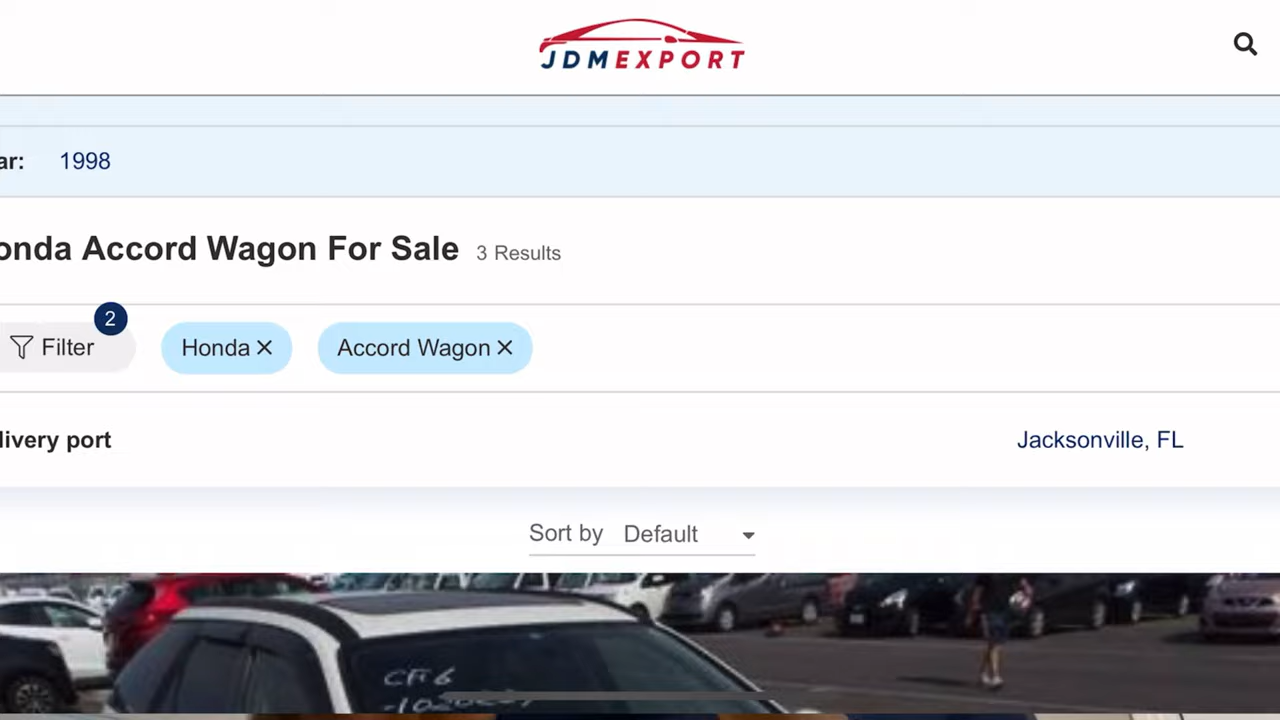 JDMEXPORT
ar: 1998
onda Accord Wagon For Sale 3 Results
2
Filter Honda Accord Wagon
livery port Jacksonville, FL
Sort by Default
CF6